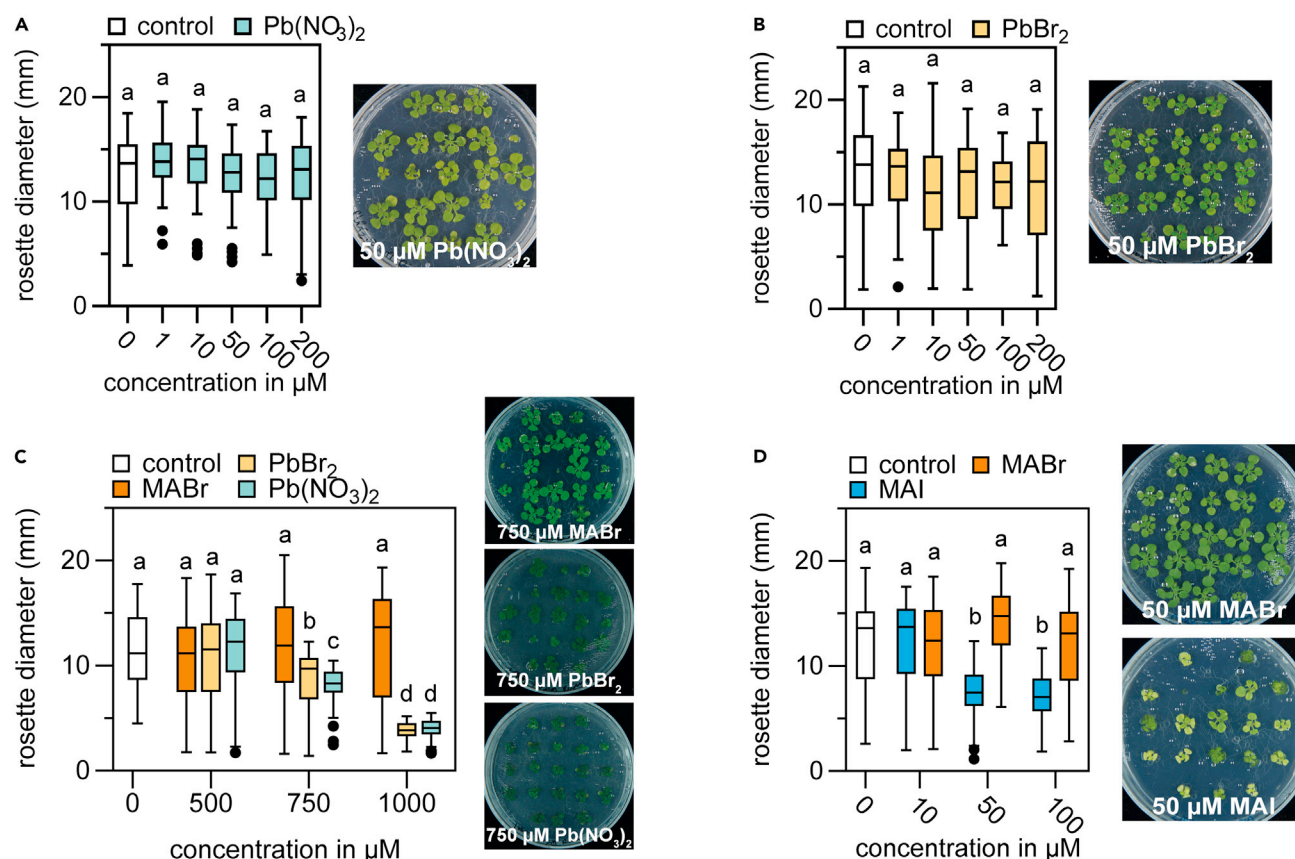 A
control Pb(NO₃)₂
rosette diameter (mm)
20
10
0
a a a a a a
0 1 10 50 100 200
concentration in µM
50 µM Pb(NO₃)₂
B
control PbBr₂
rosette diameter (mm)
20
10
0
a a a a a a
0 1 10 50 100 200
concentration in µM
50 µM PbBr₂
C
control PbBr₂
MABr Pb(NO₃)₂
rosette diameter (mm)
20
10
0
a a a a a b c a d d
0 500 750 1000
concentration in µM
750 µM MABr
750 µM PbBr₂
750 µM Pb(NO₃)₂
D
control MABr
MAI
rosette diameter (mm)
20
10
0
a a a b a b a
0 10 50 100
concentration in µM
50 µM MABr
50 µM MAI